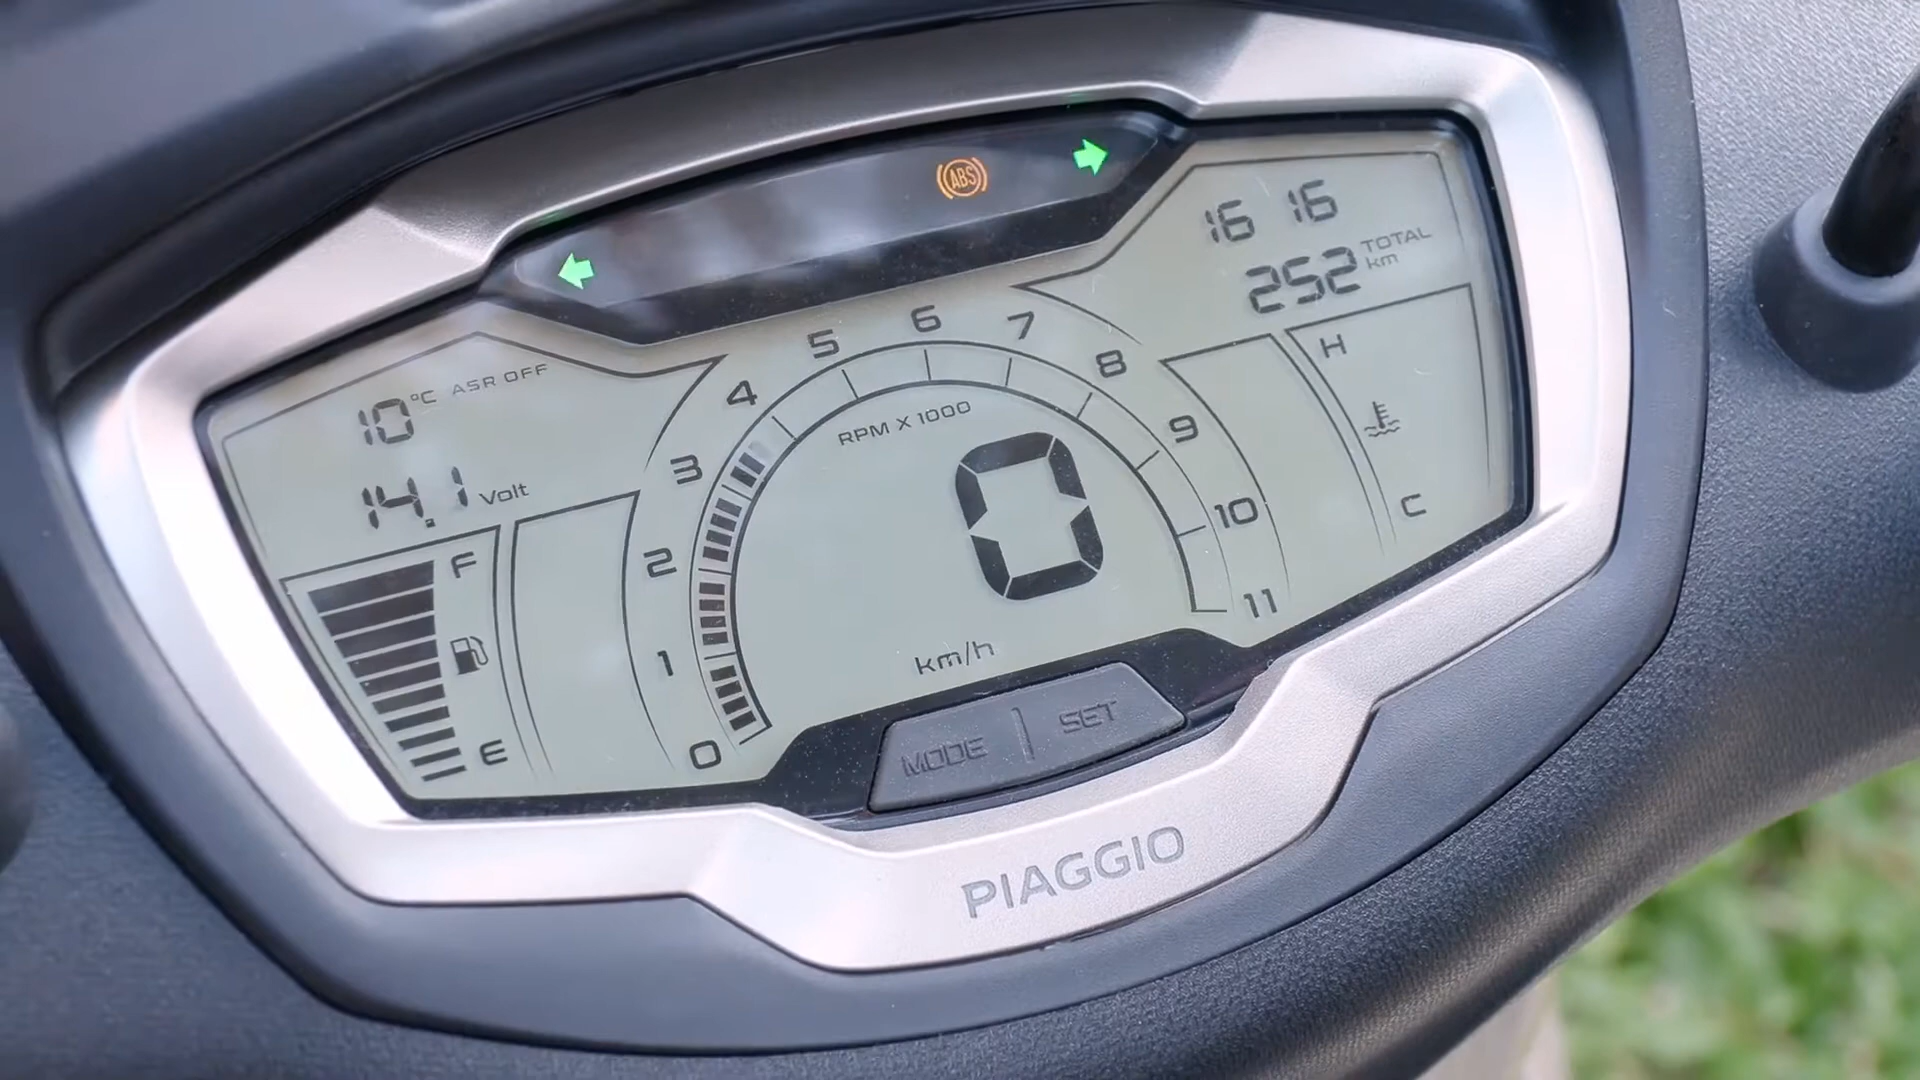 ABS
16 16
252 TOTAL km
10 °C ASR OFF
14.1 Volt
F
E
0
1
2
3
4
5
6
7
8
9
10
11
RPM X 1000
0
km/h
H
C
MODE | SET
PIAGGIO